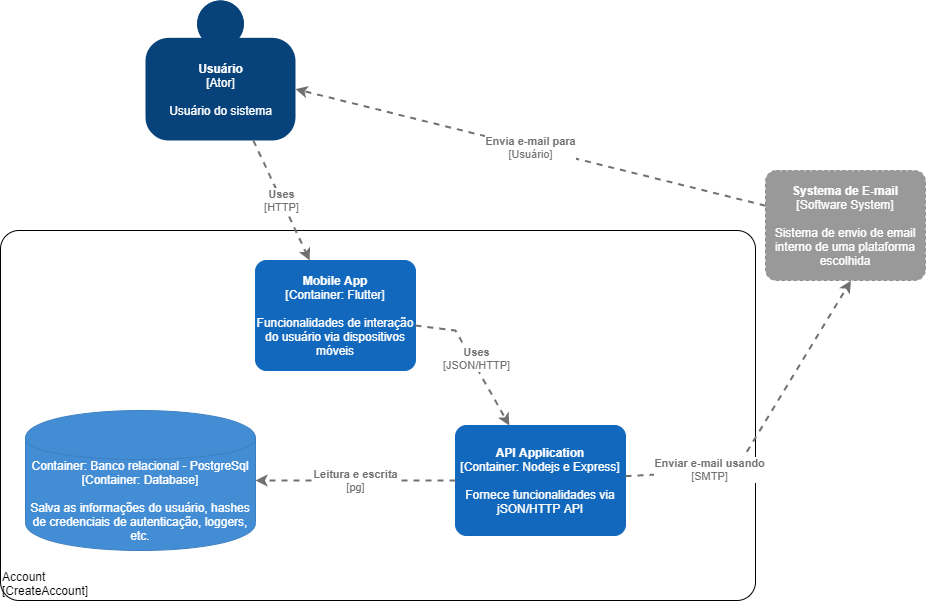 Usuário
[Ator]
Usuário do sistema
Envia e-mail para
[Usuário]
Systema de E-mail
[Software System]
Sistema de envio de email
interno de uma plataforma
escolhida
Uses
[HTTP]
Mobile App
[Container: Flutter]
Funcionalidades de interação
do usuário via dispositivos
móveis
Uses
[JSON/HTTP]
API Application
[Container: Nodejs e Express]
Fornece funcionalidades via
jSON/HTTP API
Enviar e-mail usando
[SMTP]
Leitura e escrita
[pg]
Container: Banco relacional - PostgreSql
[Container: Database]
Salva as informações do usuário, hashes
de credenciais de autenticação, loggers,
etc.
Account
[CreateAccount]